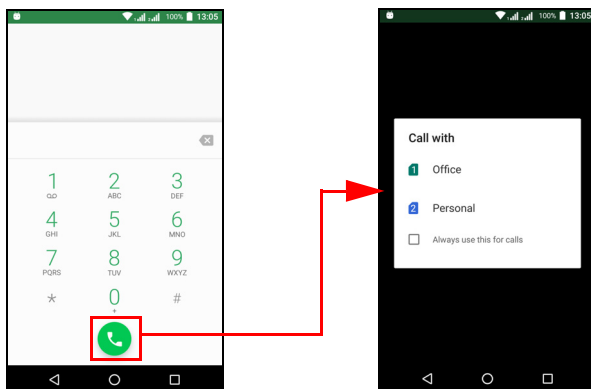 100% 13:05
1 2 3
ABC DEF
4 5 6
GHI JKL MNO
7 8 9
PQRS TUV WXYZ
* 0 #
+
100% 13:05
Call with
1 Office
2 Personal
Always use this for calls